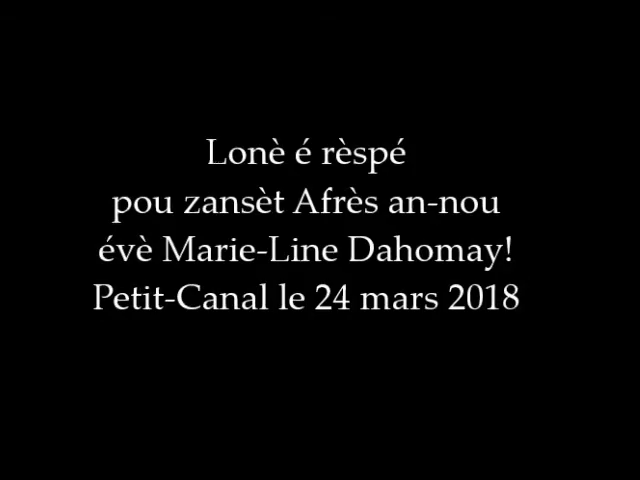 Lonè é rèspé
pou zansèt Afrès an-nou
évè Marie-Line Dahomay!
Petit-Canal le 24 mars 2018